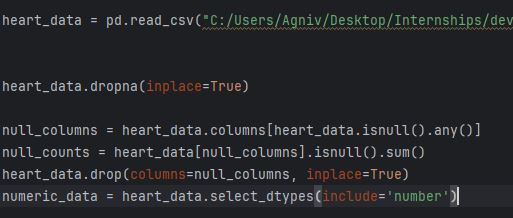 heart_data = pd.read_csv("C:/Users/Agniv/Desktop/Internships/dev
heart_data.dropna(inplace=True)
null_columns = heart_data.columns[heart_data.isnull().any()]
null_counts = heart_data[null_columns].isnull().sum()
heart_data.drop(columns=null_columns, inplace=True)
numeric_data = heart_data.select_dtypes(include='number')